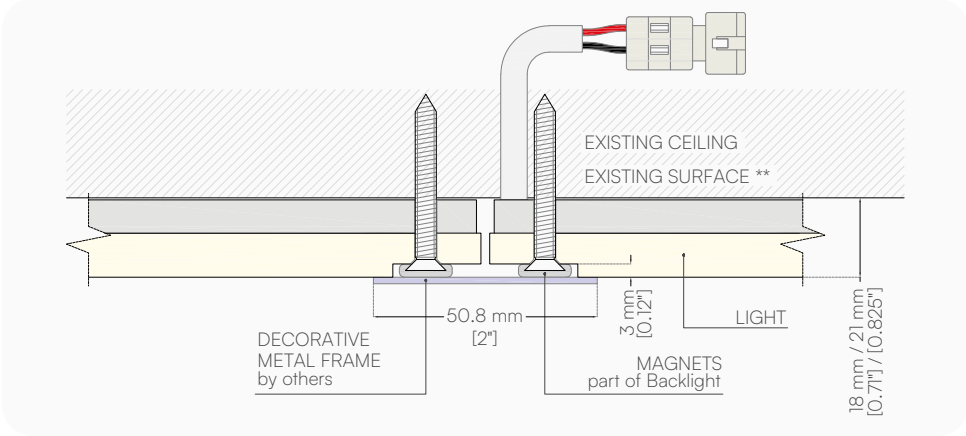 EXISTING CEILING
EXISTING SURFACE **
50.8 mm
[2"]
3 mm
[0.12"]
LIGHT
18 mm / 21 mm
[0.71"] / [0.825"]
DECORATIVE
METAL FRAME
by others
MAGNETS
part of Backlight